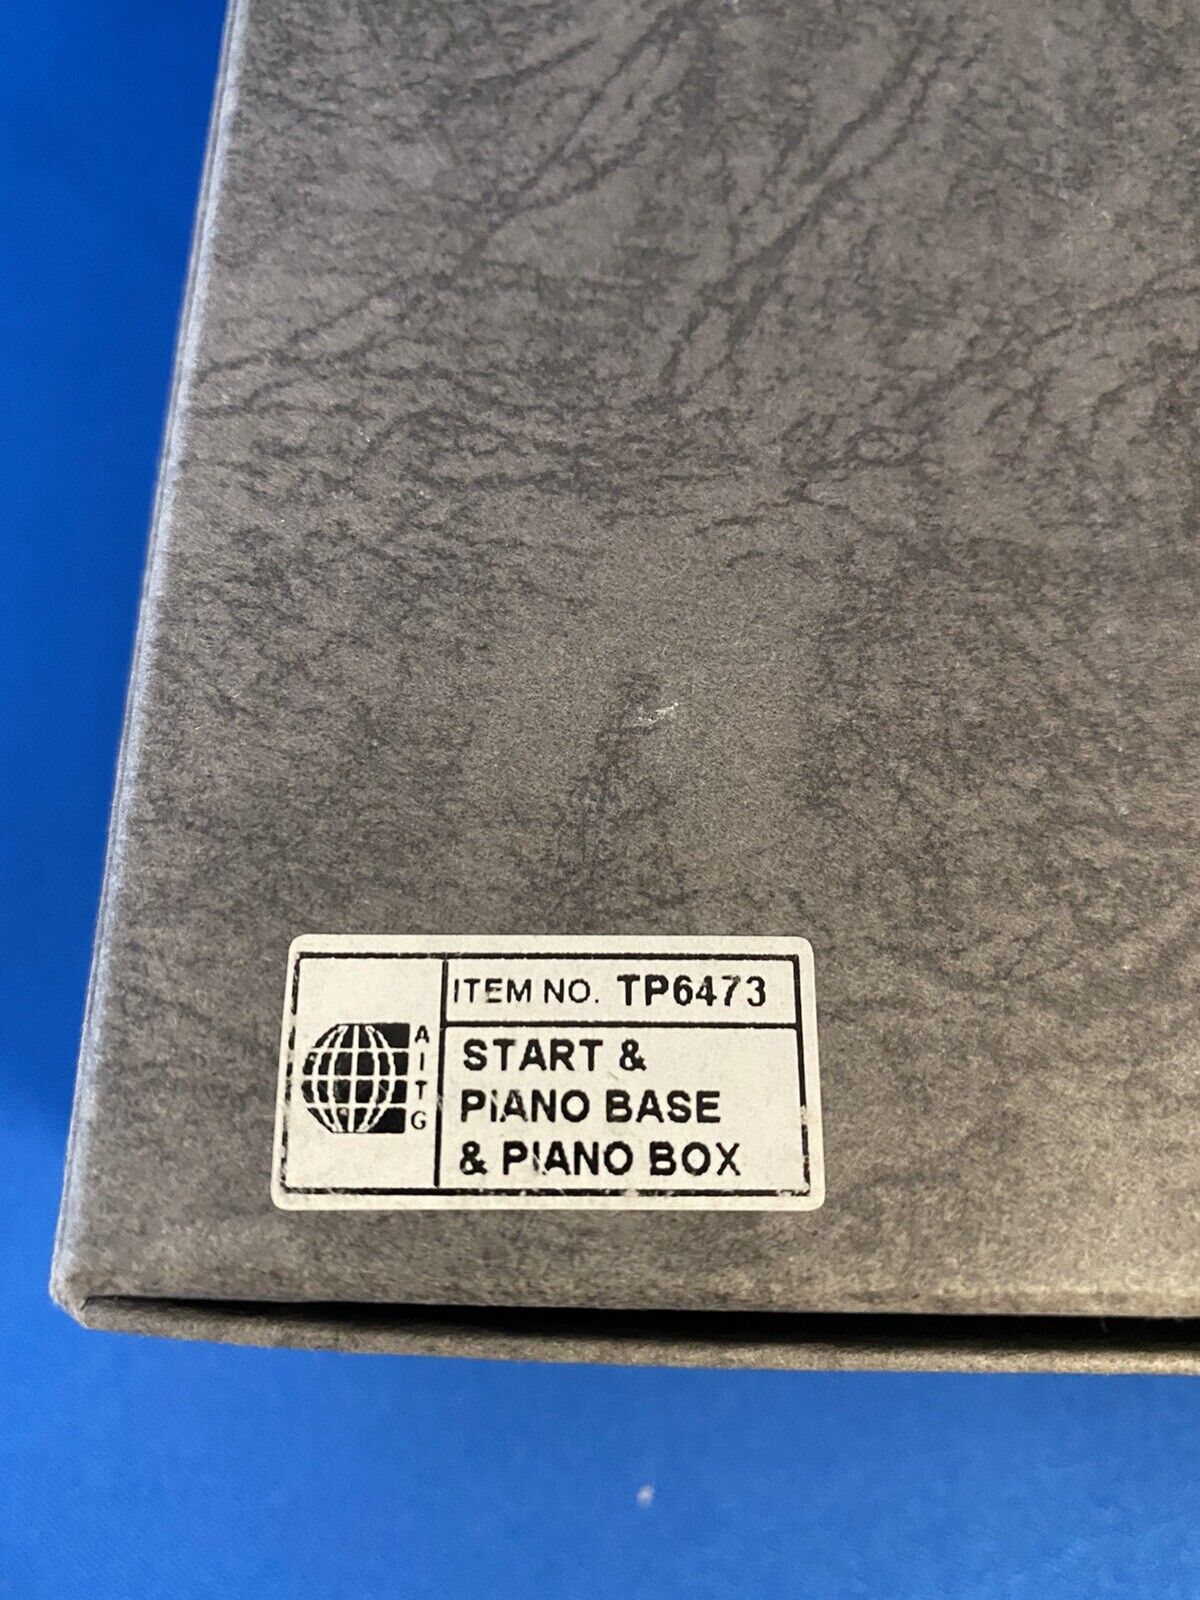 AITG
ITEM NO. TP6473
START &
PIANO BASE
& PIANO BOX